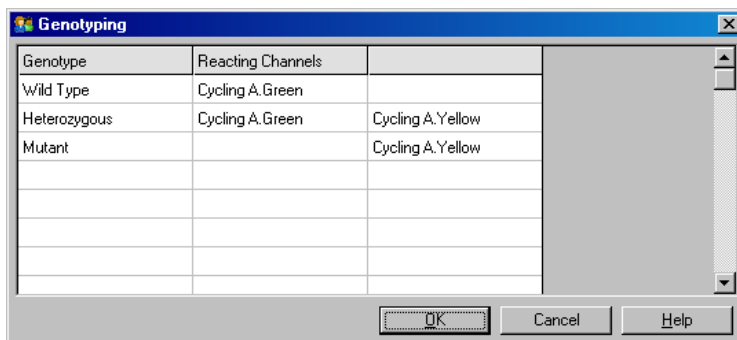 Genotyping
Genotype Reacting Channels
Wild Type Cycling A.Green
Heterozygous Cycling A.Green Cycling A.Yellow
Mutant Cycling A.Yellow
OK Cancel Help